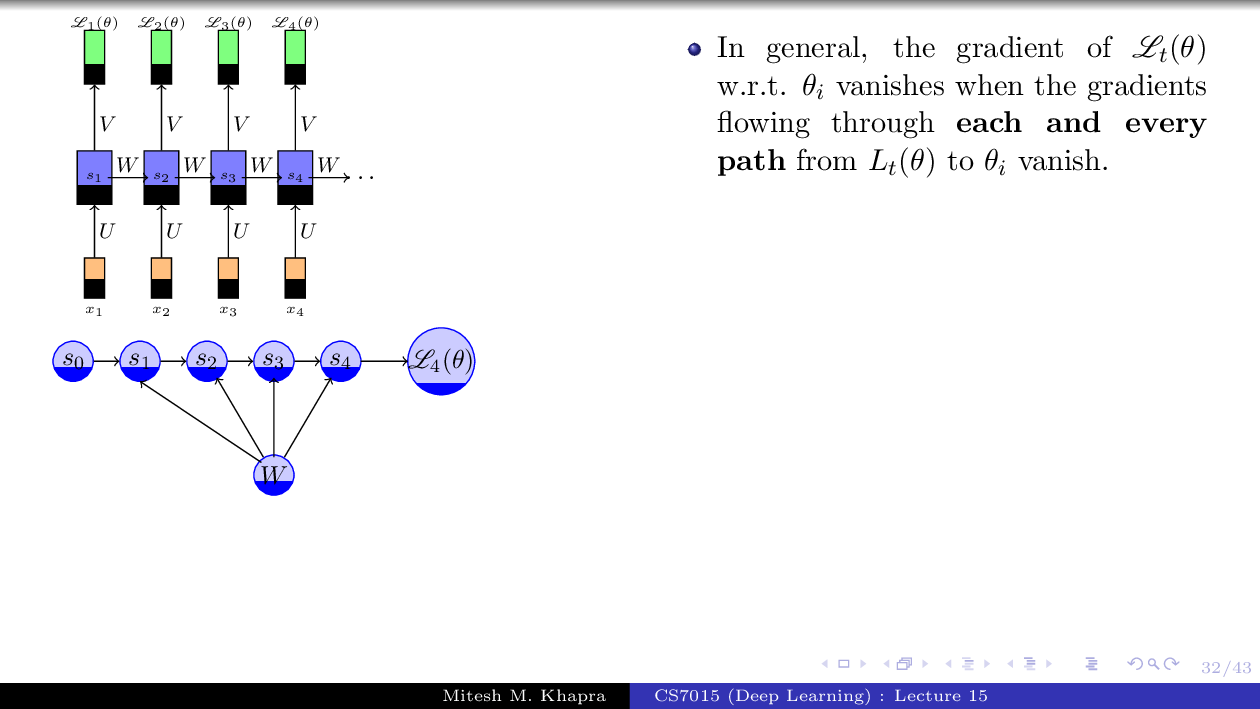 ℒ₁(θ) ℒ₂(θ) ℒ₃(θ) ℒ₄(θ)
V V V V
W W W W
s₁ s₂ s₃ s₄ ..
U U U U
x₁ x₂ x₃ x₄
s₀ s₁ s₂ s₃ s₄ ℒ₄(θ)
W
In general, the gradient of ℒₜ(θ)
w.r.t. θᵢ vanishes when the gradients
flowing through each and every
path from Lₜ(θ) to θᵢ vanish.
32/43
Mitesh M. Khapra
CS7015 (Deep Learning) : Lecture 15